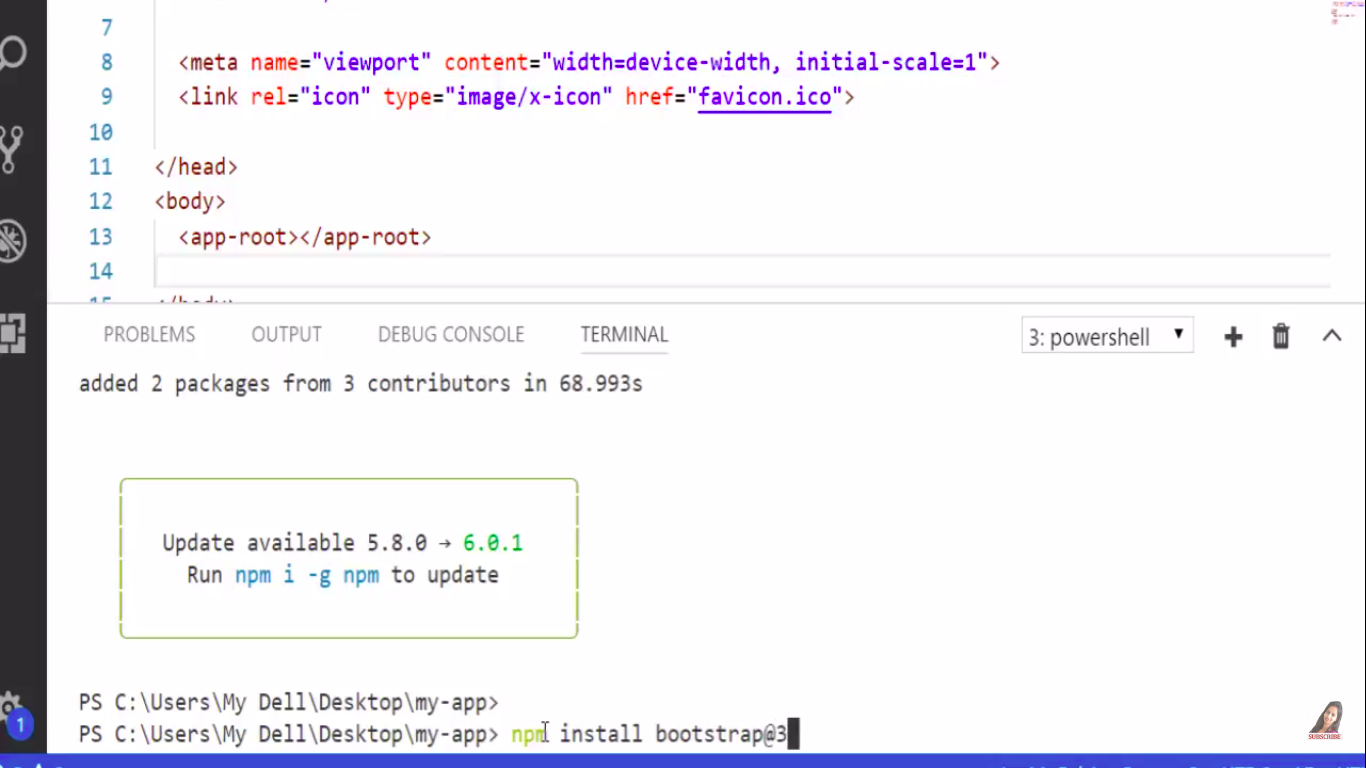 7
8 <meta name="viewport" content="width=device-width, initial-scale=1">
9 <link rel="icon" type="image/x-icon" href="favicon.ico">
10
11 </head>
12 <body>
13 <app-root></app-root>
14
15 </body>
PROBLEMS OUTPUT DEBUG CONSOLE TERMINAL 3: powershell
added 2 packages from 3 contributors in 68.993s
Update available 5.8.0 → 6.0.1
Run npm i -g npm to update
PS C:\Users\My Dell\Desktop\my-app>
PS C:\Users\My Dell\Desktop\my-app> npm install bootstrap@3
1
SUBSCRIBE